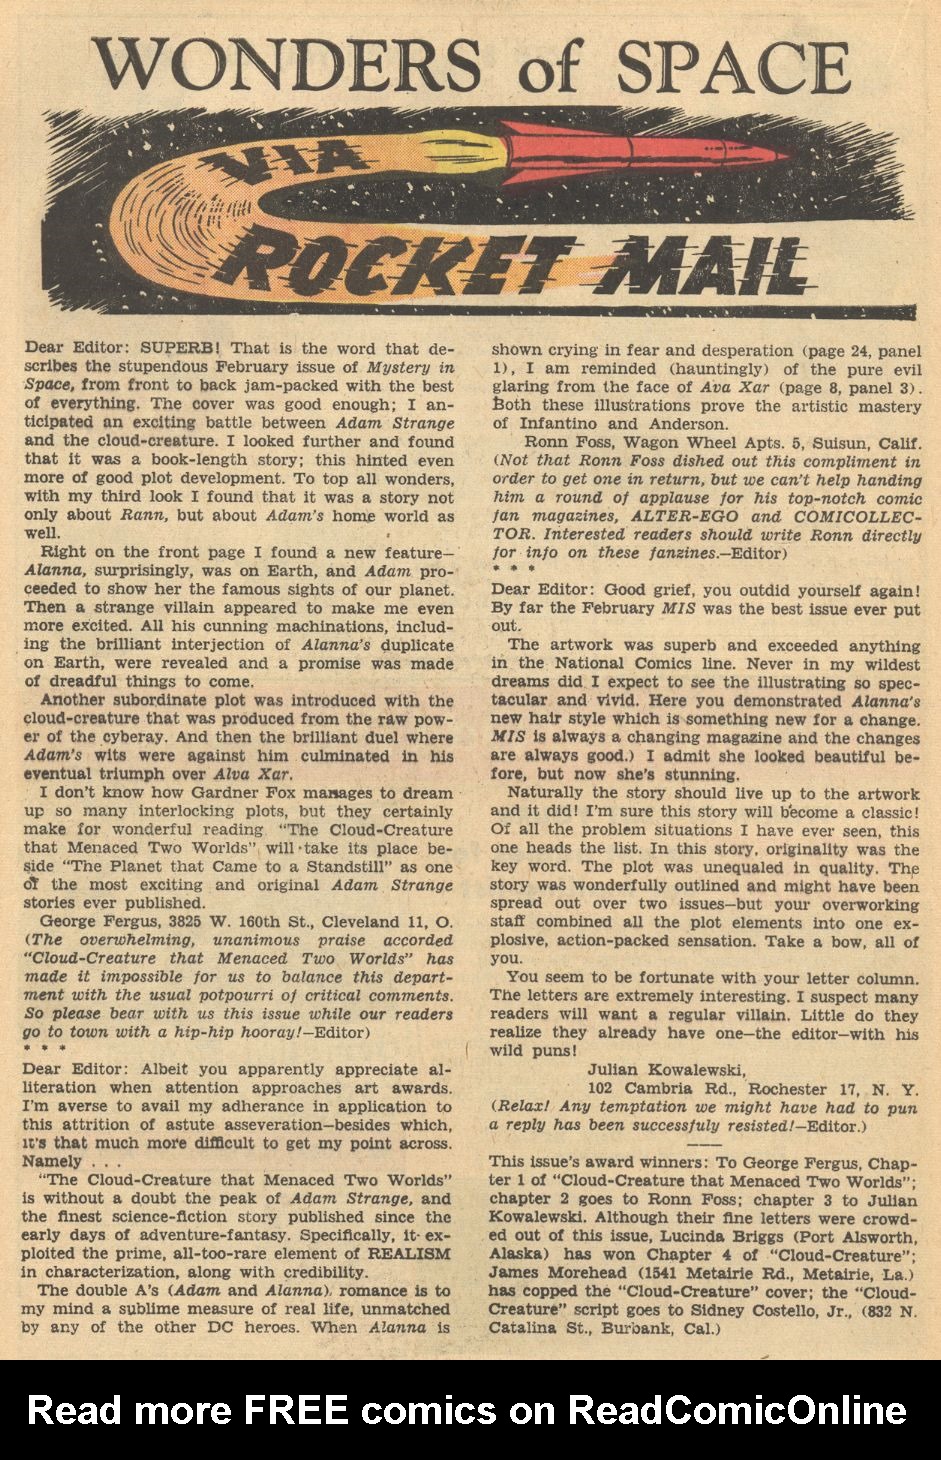 WONDERS of SPACE
VIA
ROCKET MAIL
Dear Editor: SUPERB! That is the word that de-
scribes the stupendous February issue of Mystery in
Space, from front to back jam-packed with the best
of everything. The cover was good enough; I an-
ticipated an exciting battle between Adam Strange
and the cloud-creature. I looked further and found
that it was a book-length story; this hinted even
more of good plot development. To top all wonders,
with my third look I found that it was a story not
only about Rann, but about Adam's home world as
well.
Right on the front page I found a new feature—
Alanna, surprisingly, was on Earth, and Adam pro-
ceeded to show her the famous sights of our planet.
Then a strange villain appeared to make me even
more excited. All his cunning machinations, includ-
ing the brilliant interjection of Alanna's duplicate
on Earth, were revealed and a promise was made
of dreadful things to come.
Another subordinate plot was introduced with the
cloud-creature that was produced from the raw pow-
er of the cyberay. And then the brilliant duel where
Adam's wits were against him culminated in his
eventual triumph over Alva Xar.
I don't know how Gardner Fox manages to dream
up so many interlocking plots, but they certainly
make for wonderful reading. "The Cloud-Creature
that Menaced Two Worlds" will take its place be-
side "The Planet that Came to a Standstill" as one
of the most exciting and original Adam Strange
stories ever published.
George Fergus, 3825 W. 160th St., Cleveland 11, O.
(The overwhelming, unanimous praise accorded
"Cloud-Creature that Menaced Two Worlds" has
made it impossible for us to balance this depart-
ment with the usual potpourri of critical comments.
So please bear with us this issue while our readers
go to town with a hip-hip hooray!—Editor)
* * *
Dear Editor: Albeit you apparently appreciate al-
literation when attention approaches art awards.
I'm averse to avail my adherance in application to
this attrition of astute asseveration—besides which,
it's that much more difficult to get my point across.
Namely . . .
"The Cloud-Creature that Menaced Two Worlds"
is without a doubt the peak of Adam Strange, and
the finest science-fiction story published since the
early days of adventure-fantasy. Specifically, it ex-
ploited the prime, all-too-rare element of REALISM
in characterization, along with credibility.
The double A's (Adam and Alanna), romance is to
my mind a sublime measure of real life, unmatched
by any of the other DC heroes. When Alanna is
shown crying in fear and desperation (page 24, panel
1), I am reminded (hauntingly) of the pure evil
glaring from the face of Ava Xar (page 8, panel 3).
Both these illustrations prove the artistic mastery
of Infantino and Anderson.
Ronn Foss, Wagon Wheel Apts. 5, Suisun, Calif.
(Not that Ronn Foss dished out this compliment in
order to get one in return, but we can't help handing
him a round of applause for his top-notch comic
fan magazines, ALTER-EGO and COMICOLLEC-
TOR. Interested readers should write Ronn directly
for info on these fanzines.—Editor)
* * *
Dear Editor: Good grief, you outdid yourself again!
By far the February MIS was the best issue ever put
out.
The artwork was superb and exceeded anything
in the National Comics line. Never in my wildest
dreams did I expect to see the illustrating so spec-
tacular and vivid. Here you demonstrated Alanna's
new hair style which is something new for a change.
MIS is always a changing magazine and the changes
are always good.) I admit she looked beautiful be-
fore, but now she's stunning.
Naturally the story should live up to the artwork
and it did! I'm sure this story will become a classic!
Of all the problem situations I have ever seen, this
one heads the list. In this story, originality was the
key word. The plot was unequaled in quality. The
story was wonderfully outlined and might have been
spread out over two issues—but your overworking
staff combined all the plot elements into one ex-
plosive, action-packed sensation. Take a bow, all of
you.
You seem to be fortunate with your letter column.
The letters are extremely interesting. I suspect many
readers will want a regular villain. Little do they
realize they already have one—the editor—with his
wild puns!
Julian Kowalewski,
102 Cambria Rd., Rochester 17, N. Y.
(Relax! Any temptation we might have had to pun
a reply has been successfuly resisted!—Editor.)
This issue's award winners: To George Fergus, Chap-
ter 1 of "Cloud-Creature that Menaced Two Worlds";
chapter 2 goes to Ronn Foss; chapter 3 to Julian
Kowalewski. Although their fine letters were crowd-
ed out of this issue, Lucinda Briggs (Port Alsworth,
Alaska) has won Chapter 4 of "Cloud-Creature";
James Morehead (1541 Metairie Rd., Metairie, La.)
has copped the "Cloud-Creature" cover; the "Cloud-
Creature" script goes to Sidney Costello, Jr., (832 N.
Catalina St., Burbank, Cal.)
Read more FREE comics on ReadComicOnline